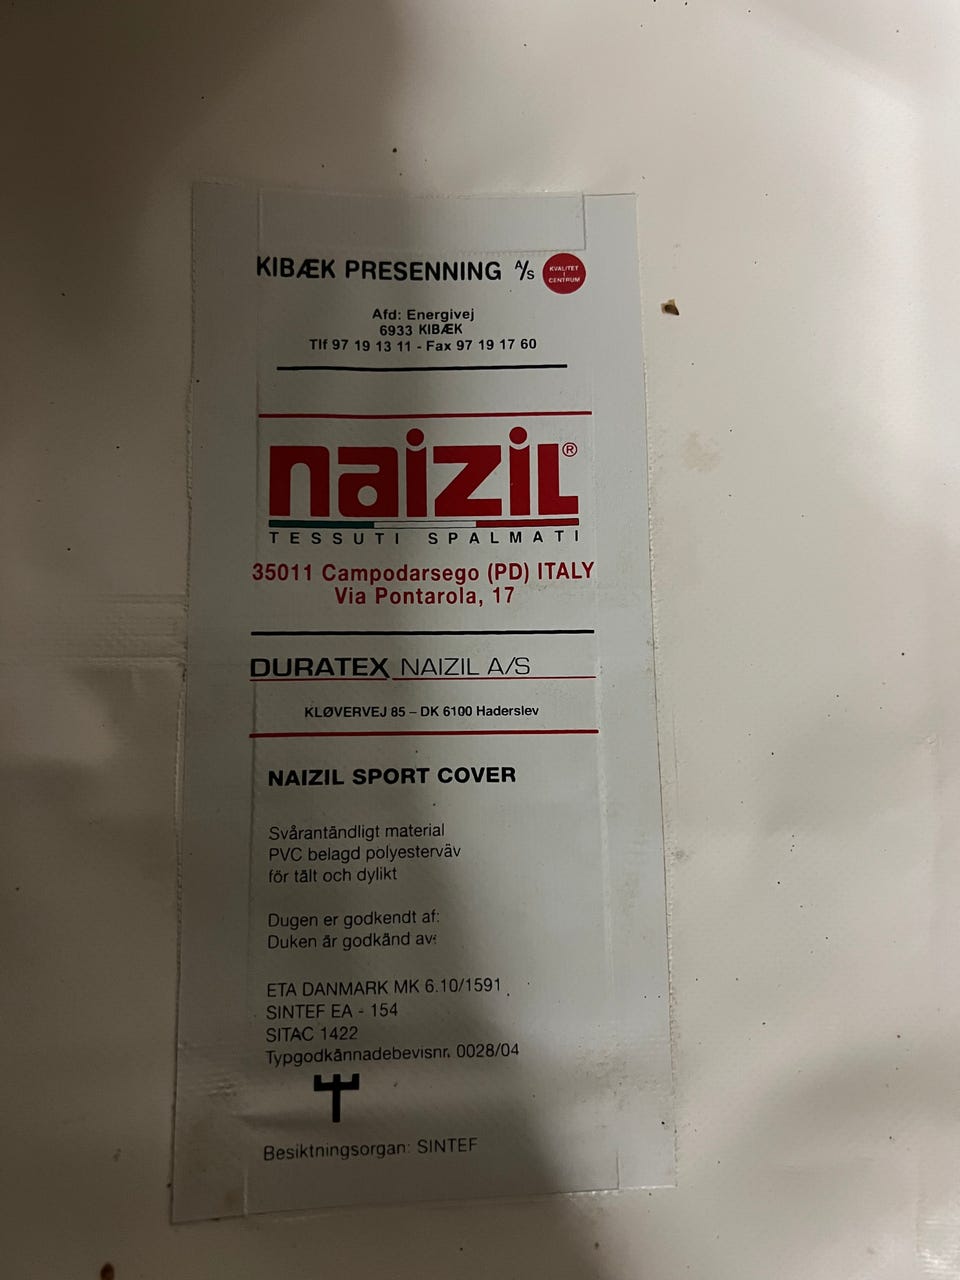 KIBÆK PRESENNING A/S
KVALITET
I
CENTRUM
Afd: Energivej
6933 KIBÆK
Tlf 97 19 13 11 - Fax 97 19 17 60
naizil®
TESSUTI SPALMATI
35011 Campodarsego (PD) ITALY
Via Pontarola, 17
DURATEX NAIZIL A/S
KLØVERVEJ 85 – DK 6100 Haderslev
NAIZIL SPORT COVER
Svårantändligt material
PVC belagd polyesterväv
för tält och dylikt
Dugen er godkendt af:
Duken är godkänd av:
ETA DANMARK MK 6.10/1591
SINTEF EA - 154
SITAC 1422
Typgodkännadebevisnr. 0028/04
Besiktningsorgan: SINTEF